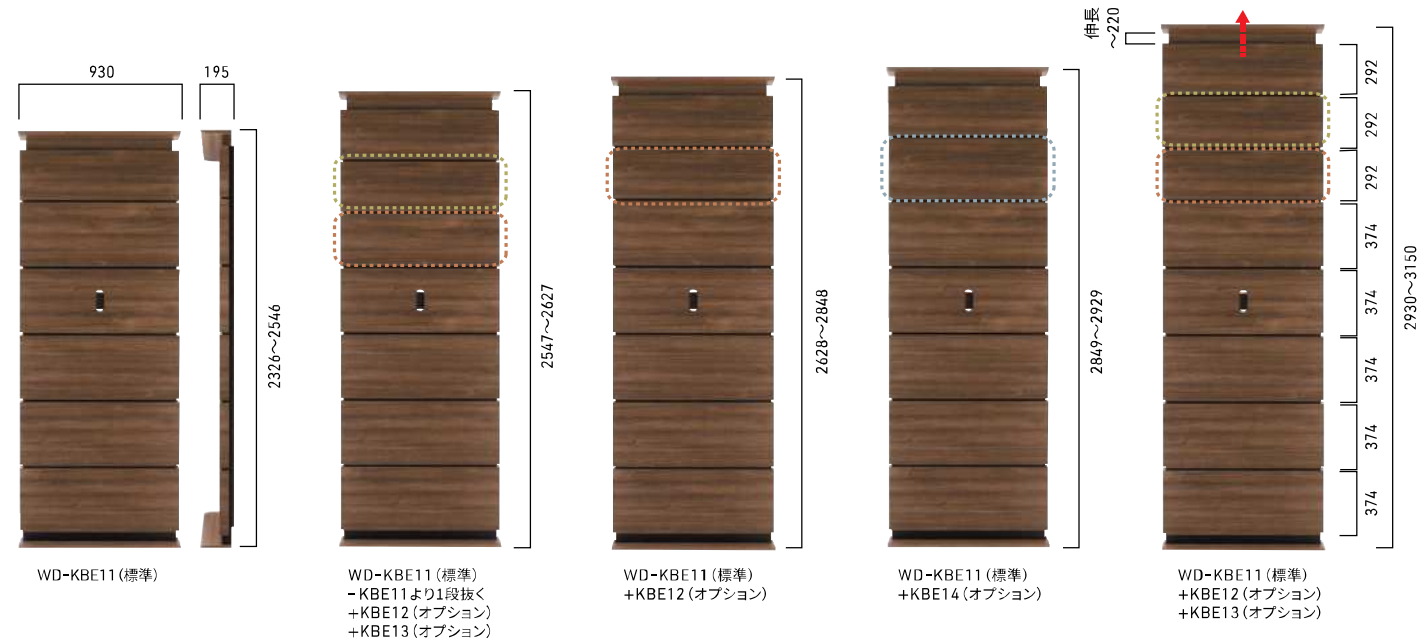 930
195
2326〜2546
WD-KBE11(標準)
2547〜2627
WD-KBE11(標準)
-KBE11より1段抜く
+KBE12(オプション)
+KBE13(オプション)
2628〜2848
WD-KBE11(標準)
+KBE12(オプション)
2849〜2929
WD-KBE11(標準)
+KBE14(オプション)
伸長
〜220
292
292
292
374
374
374
374
374
2930〜3150
WD-KBE11(標準)
+KBE12(オプション)
+KBE13(オプション)